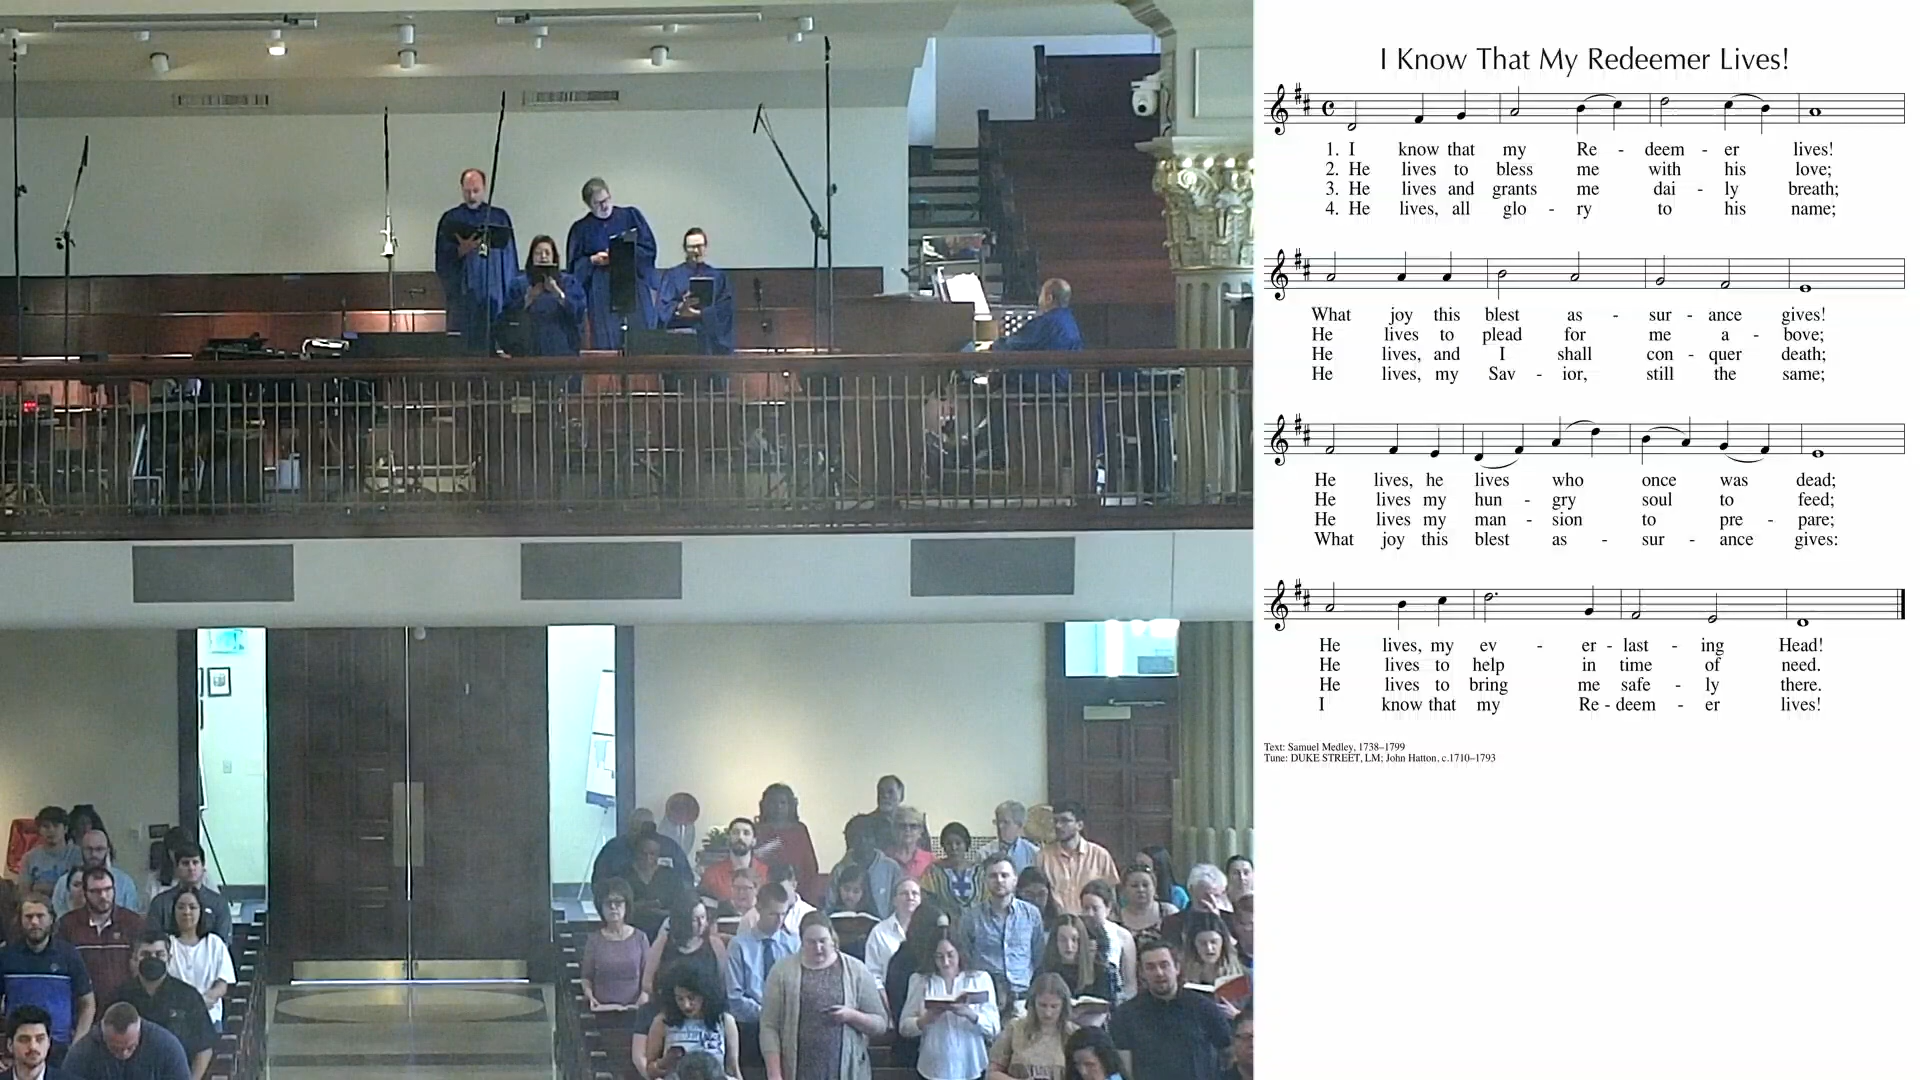 I Know That My Redeemer Lives!
1. I know that my Re - deem - er lives!
2. He lives to bless me with his love;
3. He lives and grants me dai - ly breath;
4. He lives, all glo - ry to his name;
What joy this blest as - sur - ance gives!
He lives to plead for me a - bove;
He lives, and I shall con - quer death;
He lives, my Sav - ior, still the same;
He lives, he lives who once was dead;
He lives my hun - gry soul to feed;
He lives my man - sion to pre - pare;
What joy this blest as - sur - ance gives:
He lives, my ev - er - last - ing Head!
He lives to help in time of need.
He lives to bring me safe - ly there.
I know that my Re - deem - er lives!
Text: Samuel Medley, 1738–1799
Tune: DUKE STREET, LM; John Hatton, c.1710–1793